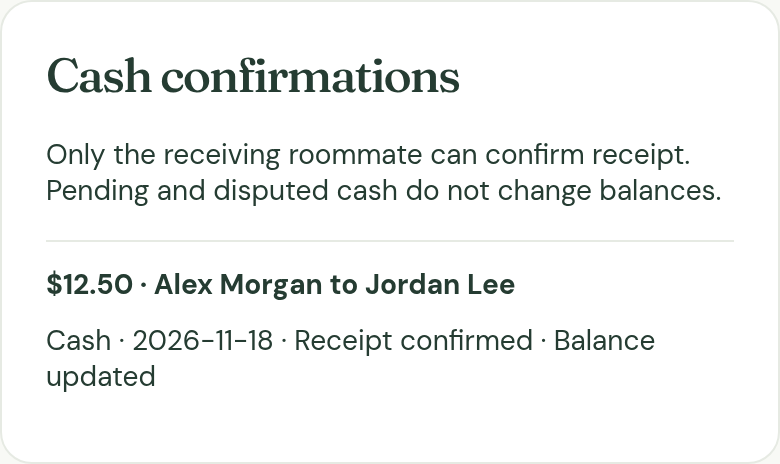 Cash confirmations
Only the receiving roommate can confirm receipt.
Pending and disputed cash do not change balances.
$12.50 · Alex Morgan to Jordan Lee
Cash · 2026-11-18 · Receipt confirmed · Balance
updated